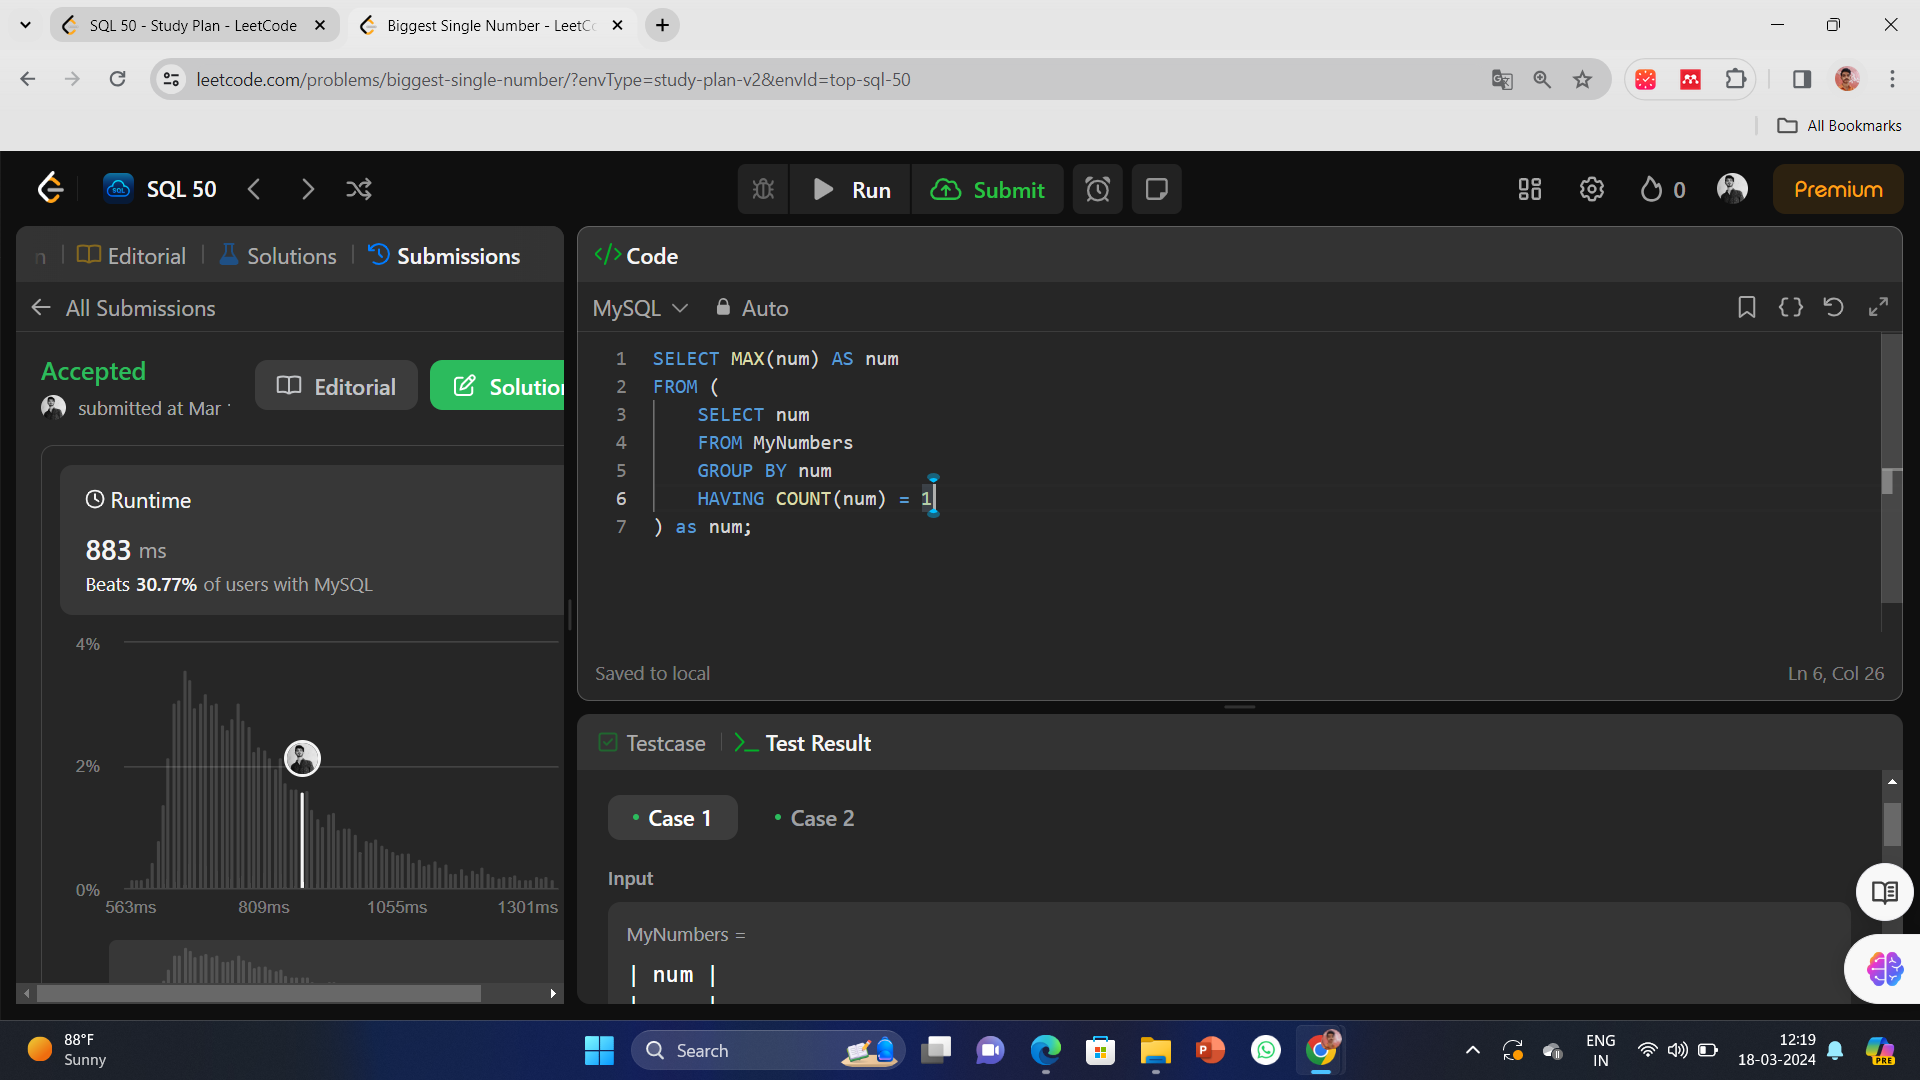 SQL 50 - Study Plan - LeetCode
Biggest Single Number - LeetC
leetcode.com/problems/biggest-single-number/?envType=study-plan-v2&envId=top-sql-50
All Bookmarks
SQL 50
Run
Submit
0
Premium
n
Editorial
Solutions
Submissions
All Submissions
Accepted
submitted at Mar
Editorial
Solution
Runtime
883 ms
Beats 30.77% of users with MySQL
4%
2%
0%
563ms 809ms 1055ms 1301ms
</> Code
MySQL
Auto
1 SELECT MAX(num) AS num
2 FROM (
3 SELECT num
4 FROM MyNumbers
5 GROUP BY num
6 HAVING COUNT(num) = 1
7 ) as num;
Saved to local
Ln 6, Col 26
Testcase
Test Result
Case 1
Case 2
Input
MyNumbers =
| num |
88°F
Sunny
Search
ENG
IN
12:19
18-03-2024
PRE